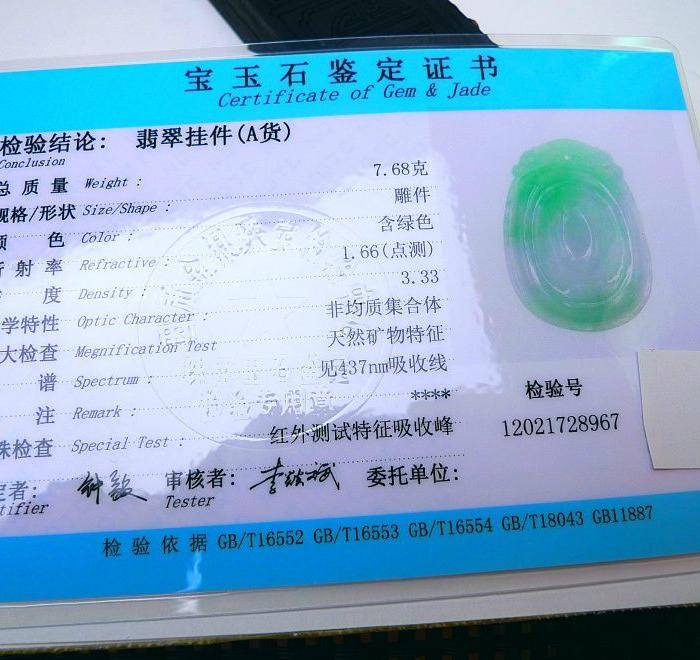 宝玉石鉴定证书
Certificate of Gem & Jade
检验结论: 翡翠挂件(A货)
Conclusion
总质量 Weight: 7.68克
规格/形状 Size/Shape: 雕件
颜色 Color: 含绿色
折射率 Refractive: 1.66(点测)
度 Density: 3.33
学特性 Optic Character: 非均质集合体
大检查 Megnification Test 天然矿物特征
谱 Spectrum: 见437nm吸收线
注 Remark: ****
殊检查 Special Test: 红外测试特征吸收峰
检验号
12021728967
定者: 审核者: 委托单位:
tifier Tester
检验依据 GB/T16552 GB/T16553 GB/T16554 GB/T18043 GB11887